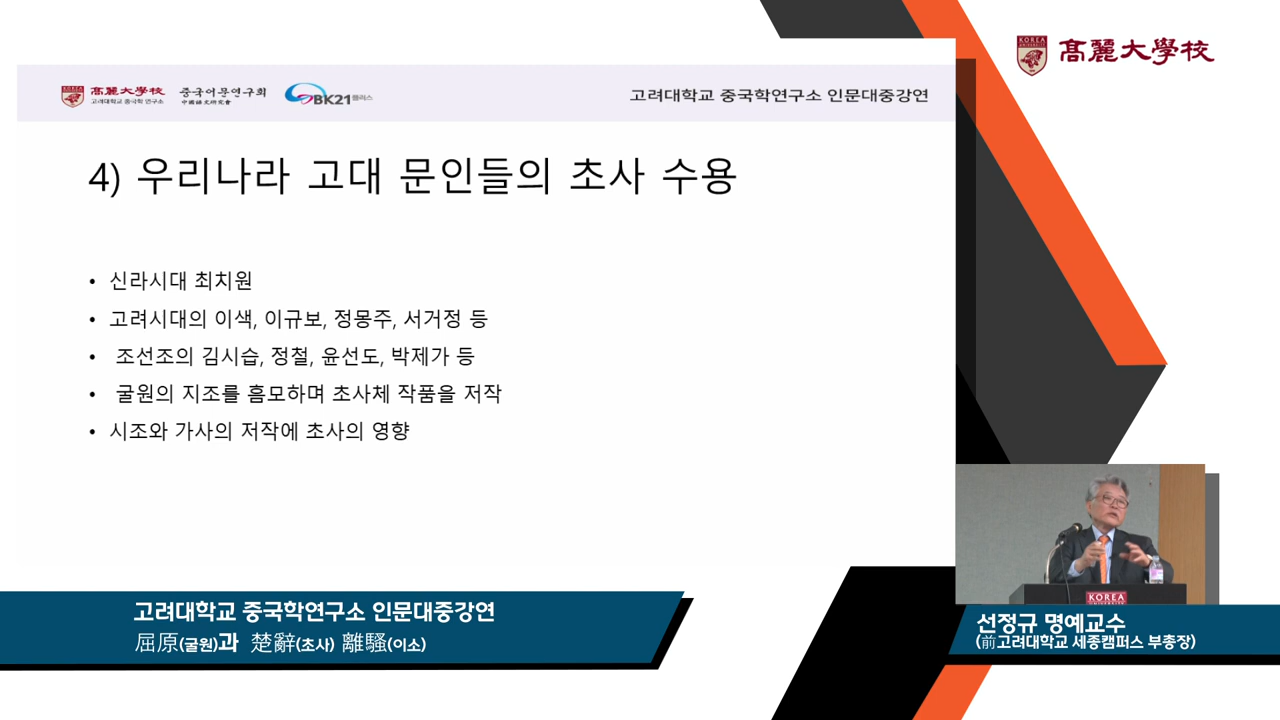 KOREA
UNIVERSITY
高麗大學校
高麗大學校
고려대학교 중국학 연구소
중국어문연구회
中國語文硏究會
BK21플러스
고려대학교 중국학연구소 인문대중강연
4) 우리나라 고대 문인들의 초사 수용
• 신라시대 최치원
• 고려시대의 이색, 이규보, 정몽주, 서거정 등
• 조선조의 김시습, 정철, 윤선도, 박제가 등
• 굴원의 지조를 흠모하며 초사체 작품을 저작
• 시조와 가사의 저작에 초사의 영향
KOREA
고려대학교 중국학연구소 인문대중강연
屈原(굴원)과 楚辭(초사) 離騷(이소)
선정규 명예교수
(前고려대학교 세종캠퍼스 부총장)